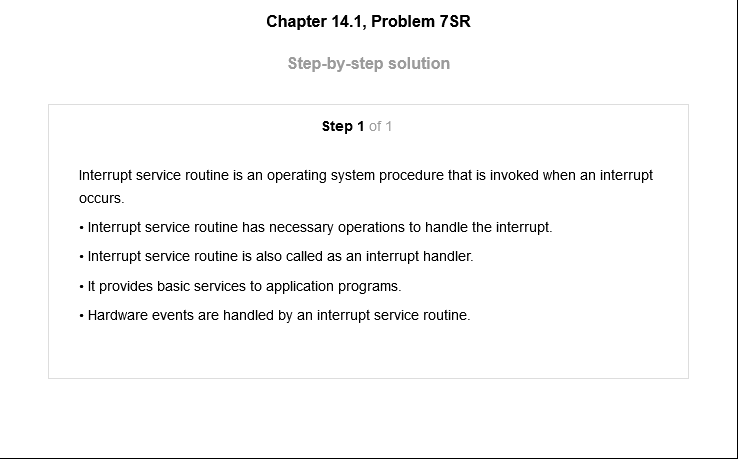 Chapter 14.1, Problem 7SR
Step-by-step solution
Step 1 of 1
Interrupt service routine is an operating system procedure that is invoked when an interrupt
occurs.
• Interrupt service routine has necessary operations to handle the interrupt.
• Interrupt service routine is also called as an interrupt handler.
• It provides basic services to application programs.
• Hardware events are handled by an interrupt service routine.